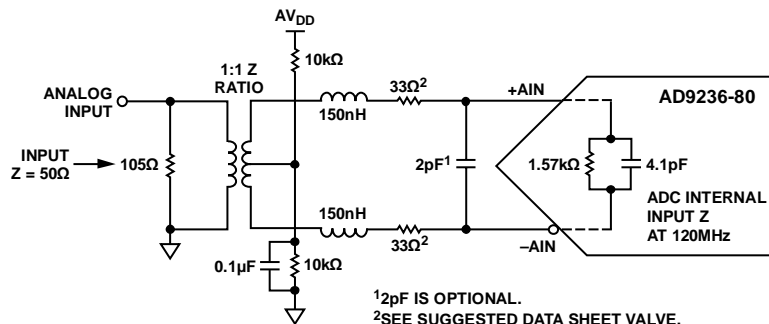 AVDD
10kΩ
1:1 Z
RATIO
ANALOG
INPUT
INPUT
Z = 50Ω
105Ω
150nH
33Ω2
+AIN
AD9236-80
2pF1
1.57kΩ
4.1pF
ADC INTERNAL
INPUT Z
AT 120MHz
150nH
33Ω2
–AIN
0.1µF
10kΩ
12pF IS OPTIONAL.
2SEE SUGGESTED DATA SHEET VALVE.